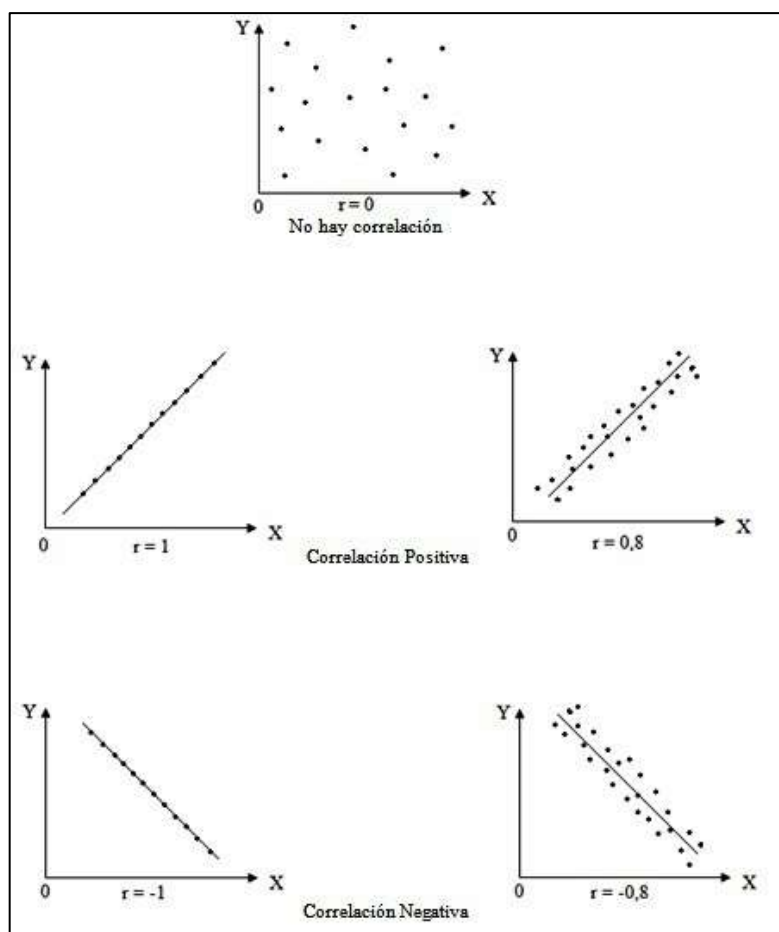 Y
0
r = 0
X
No hay correlación
Y
Y
0
r = 1
X
0
r = 0,8
X
Correlación Positiva
Y
Y
0
r = -1
X
0
r = -0,8
X
Correlación Negativa